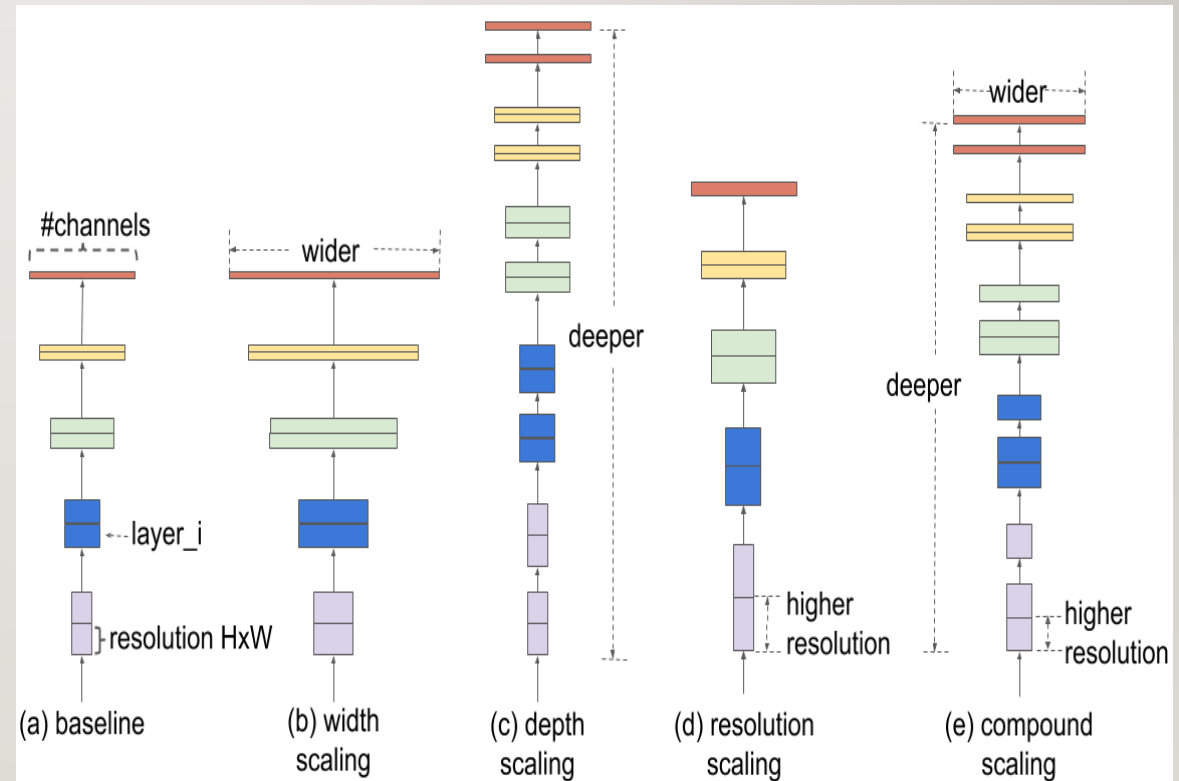 #channels
layer_i
resolution HxW
(a) baseline
wider
(b) width
scaling
deeper
(c) depth
scaling
higher
resolution
(d) resolution
scaling
wider
deeper
higher
resolution
(e) compound
scaling